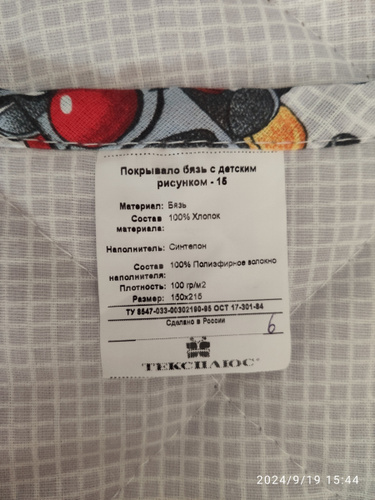 Покрывало бязь с детским
рисунком - 15
Материал: Бязь
Состав 100% Хлопок
материала:
Наполнитель: Синтепон
Состав 100% Полиэфирное волокно
наполнителя:
Плотность: 100 гр/м2
Размер: 150х215
ТУ 8547-033-00302180-85 ОСТ 17-301-84
Сделано в России
6
ТЕКСПЛЮС
2024/9/19 15:44